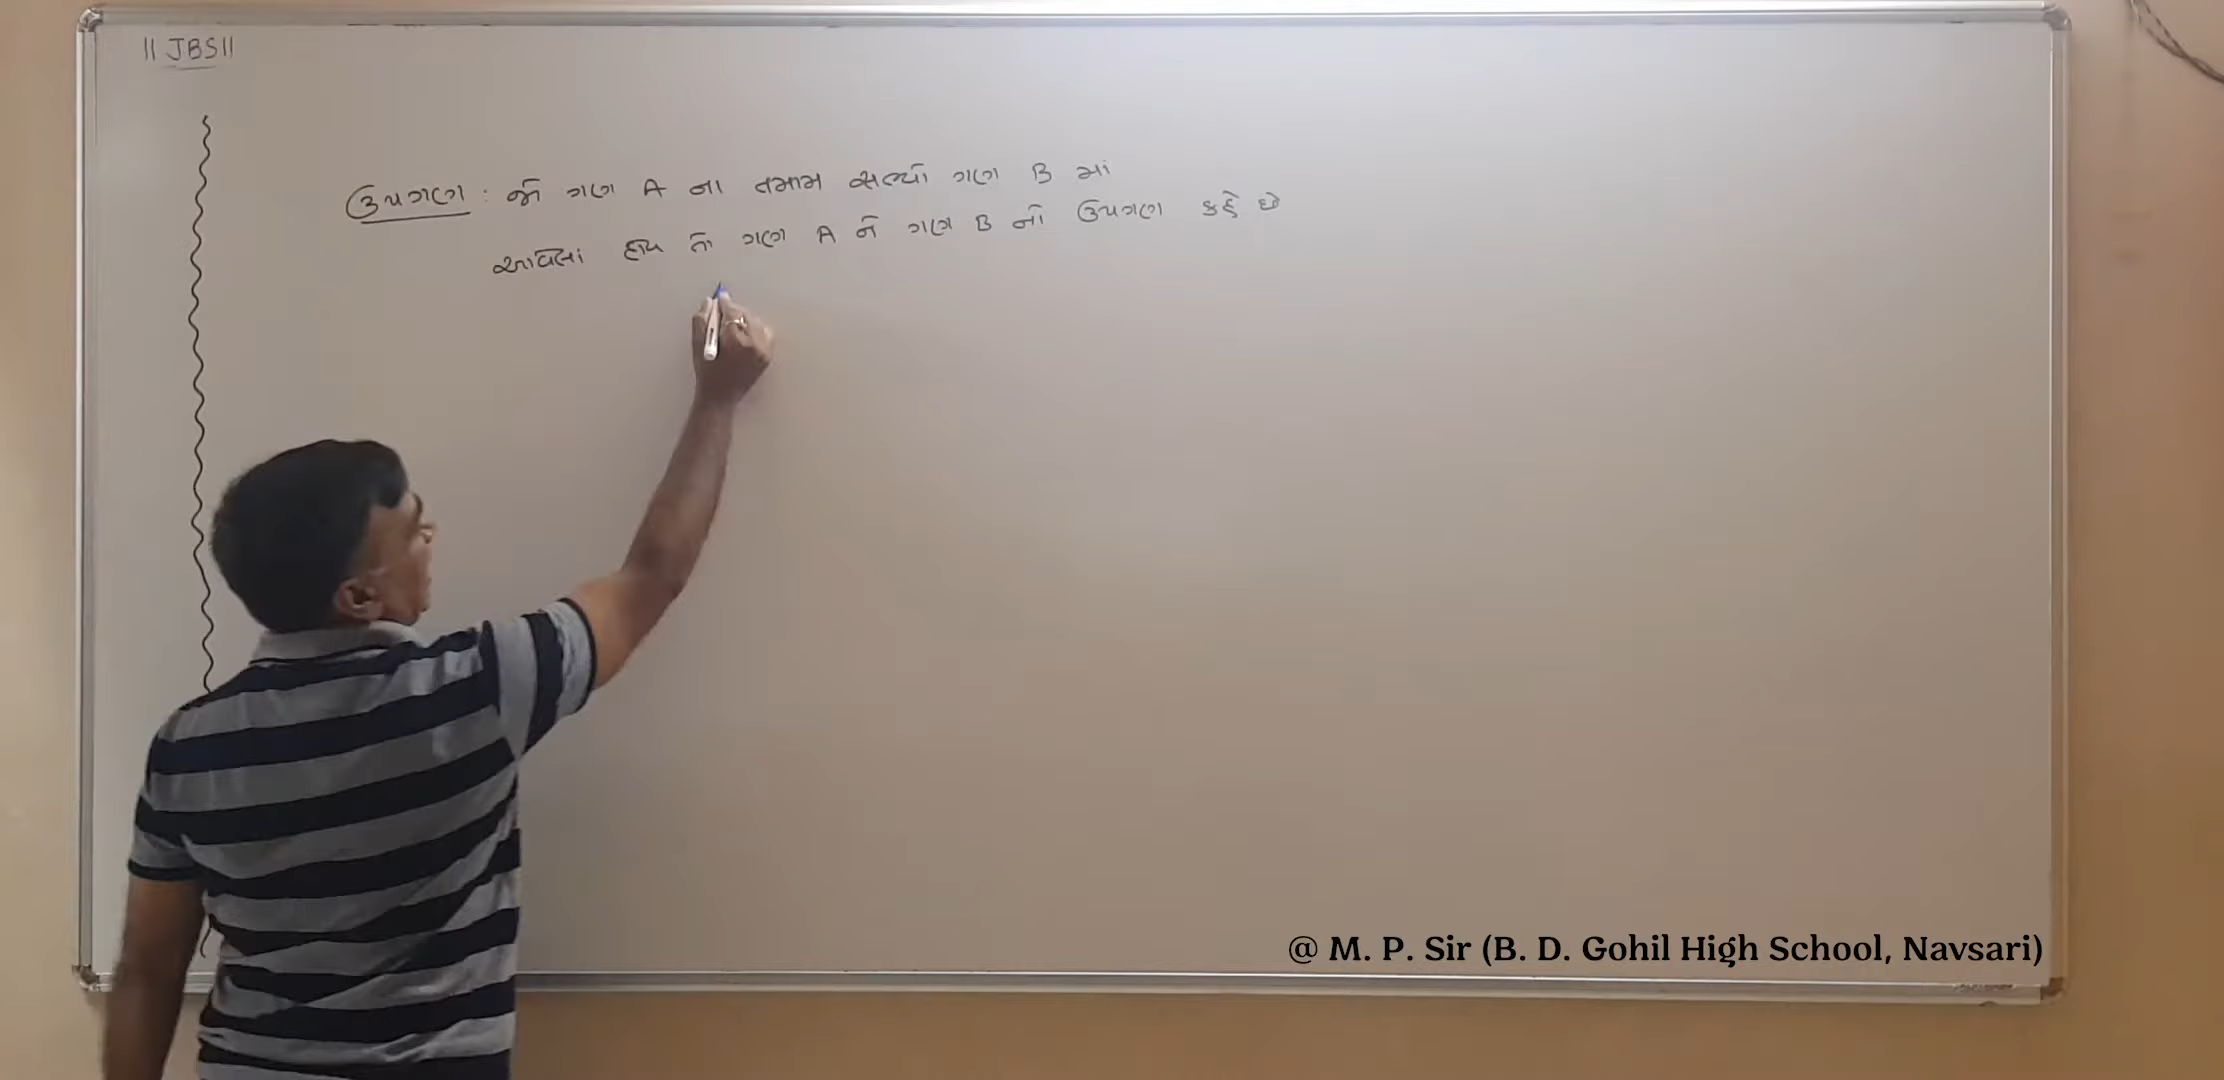 || JBS ||
ઉપગણ : જો ગણ A ના તમામ સભ્યો ગણ B માં
આવેલાં હોય તો ગણ A ને ગણ B નો ઉપગણ કહે છે
@ M. P. Sir (B. D. Gohil High School, Navsari)